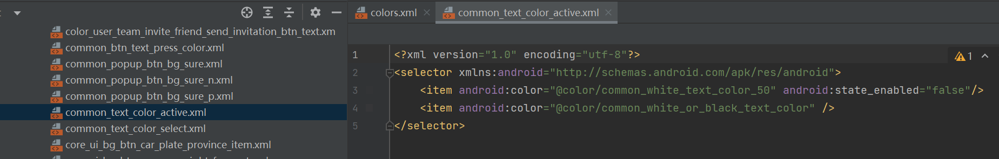 colors.xml
common_text_color_active.xml
color_user_team_invite_friend_send_invitation_btn_text.xm
common_btn_text_press_color.xml
common_popup_btn_bg_sure.xml
common_popup_btn_bg_sure_n.xml
common_popup_btn_bg_sure_p.xml
common_text_color_active.xml
common_text_color_select.xml
core_ui_bg_btn_car_plate_province_item.xml
1 <?xml version="1.0" encoding="utf-8"?>
1
2 <selector xmlns:android="http://schemas.android.com/apk/res/android">
3 <item android:color="@color/common_white_text_color_50" android:state_enabled="false"/>
4 <item android:color="@color/common_white_or_black_text_color" />
5 </selector>